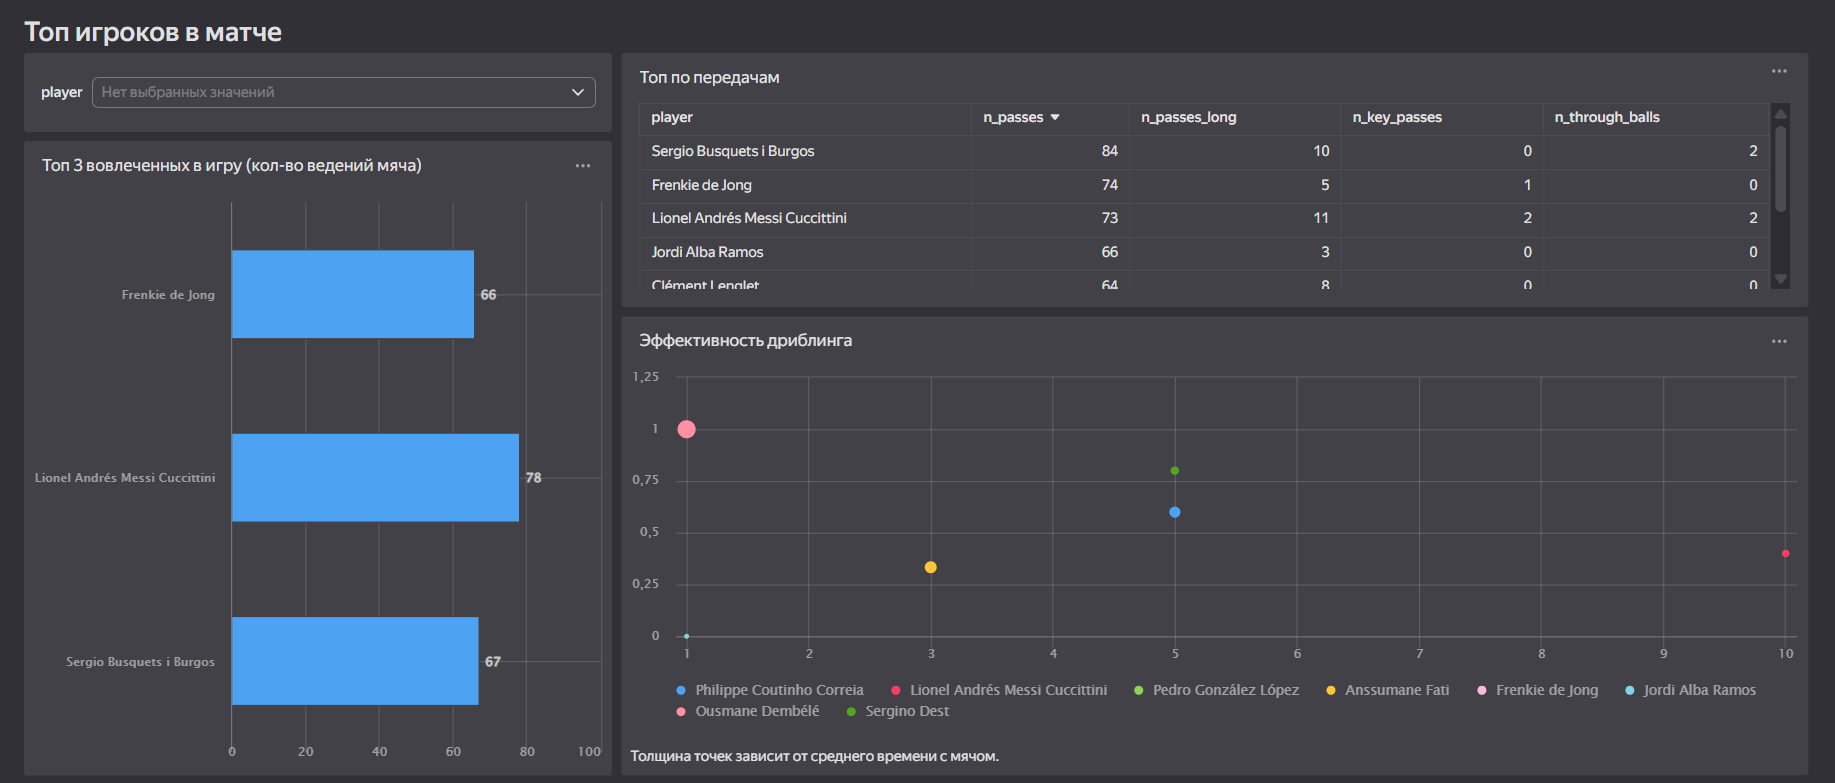 Топ игроков в матче
player Нет выбранных значений
Топ 3 вовлеченных в игру (кол-во ведений мяча)
Frenkie de Jong 66
Lionel Andrés Messi Cuccittini 78
Sergio Busquets i Burgos 67
0 20 40 60 80 100
Топ по передачам
player n_passes n_passes_long n_key_passes n_through_balls
Sergio Busquets i Burgos 84 10 0 2
Frenkie de Jong 74 5 1 0
Lionel Andrés Messi Cuccittini 73 11 2 2
Jordi Alba Ramos 66 3 0 0
Clément Lenglet 64 8 0 0
Эффективность дриблинга
1,25
1
0,75
0,5
0,25
0
1 2 3 4 5 6 7 8 9 10
Philippe Coutinho Correia Lionel Andrés Messi Cuccittini Pedro González López Anssumane Fati Frenkie de Jong Jordi Alba Ramos
Ousmane Dembélé Sergino Dest
Толщина точек зависит от среднего времени с мячом.